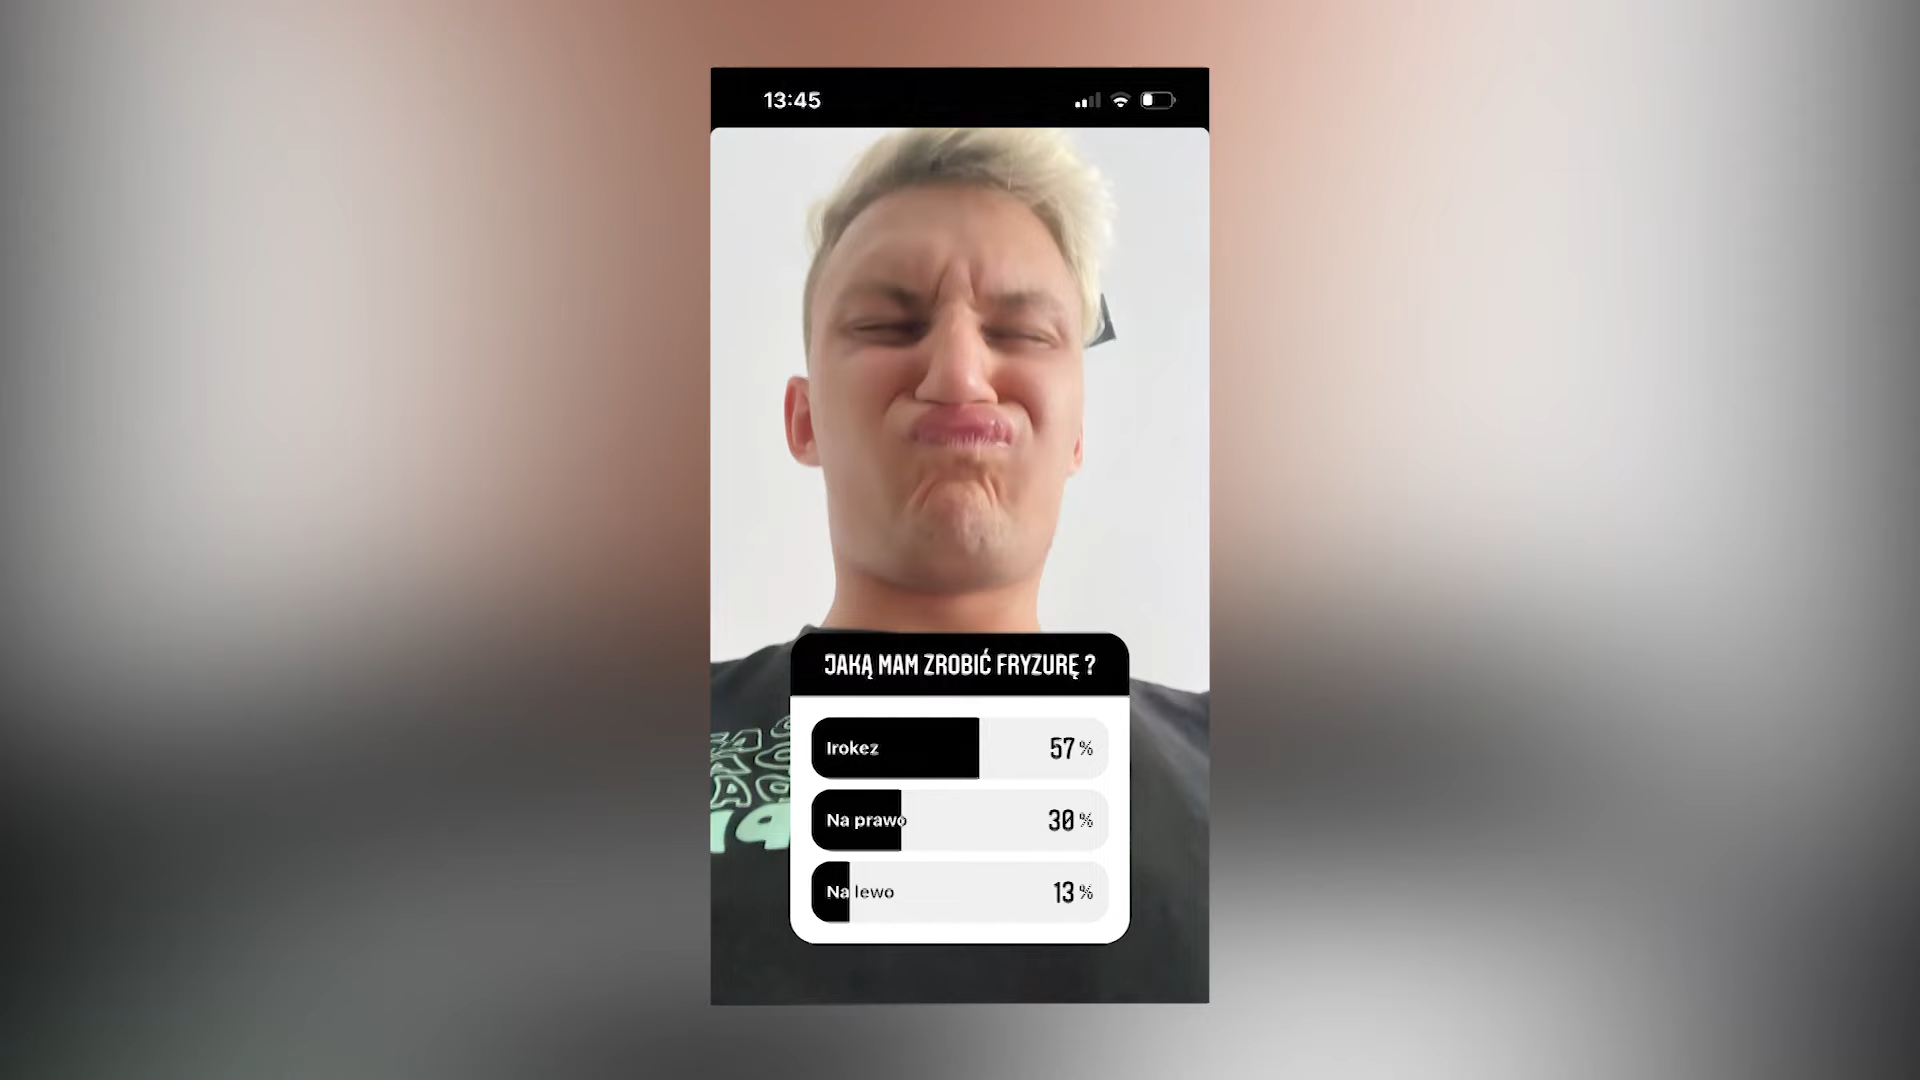 13:45
JAKĄ MAM ZROBIĆ FRYZURĘ ?
Irokez 57 %
Na prawo 30 %
Na lewo 13 %